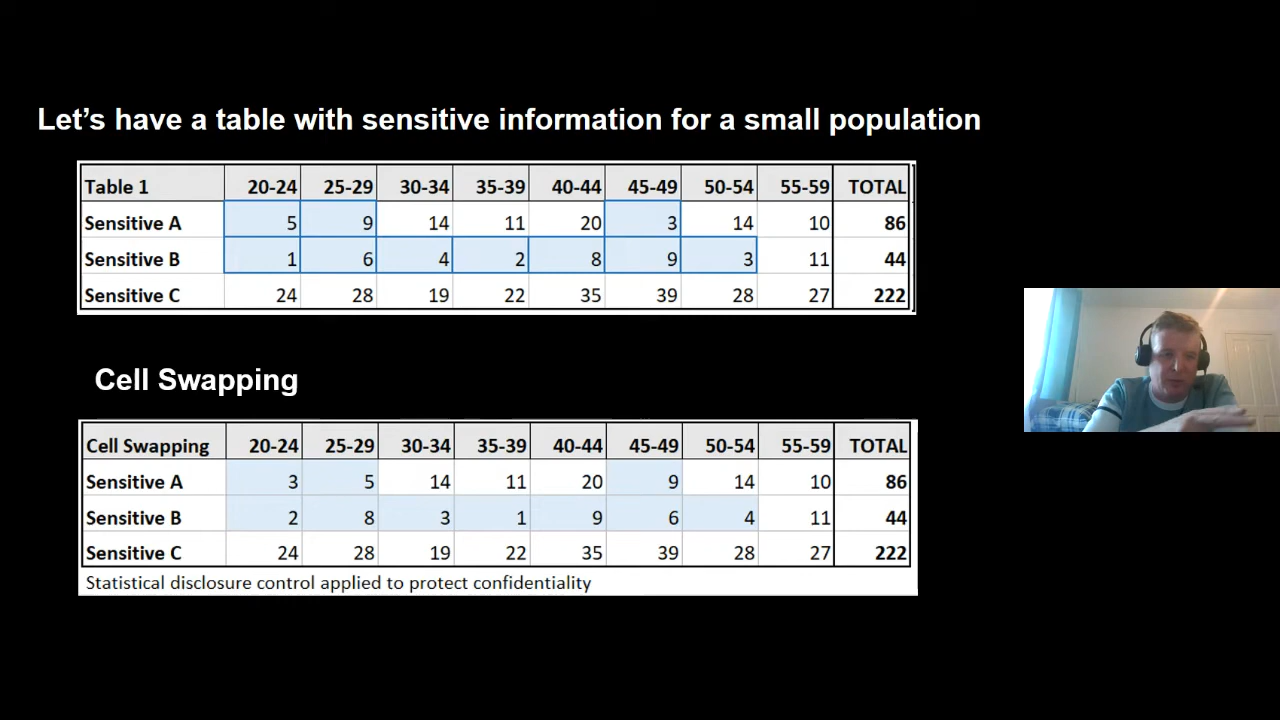 Let's have a table with sensitive information for a small population
Table 1 20-24 25-29 30-34 35-39 40-44 45-49 50-54 55-59 TOTAL
Sensitive A 5 9 14 11 20 3 14 10 86
Sensitive B 1 6 4 2 8 9 3 11 44
Sensitive C 24 28 19 22 35 39 28 27 222
Cell Swapping
Cell Swapping 20-24 25-29 30-34 35-39 40-44 45-49 50-54 55-59 TOTAL
Sensitive A 3 5 14 11 20 9 14 10 86
Sensitive B 2 8 3 1 9 6 4 11 44
Sensitive C 24 28 19 22 35 39 28 27 222
Statistical disclosure control applied to protect confidentiality